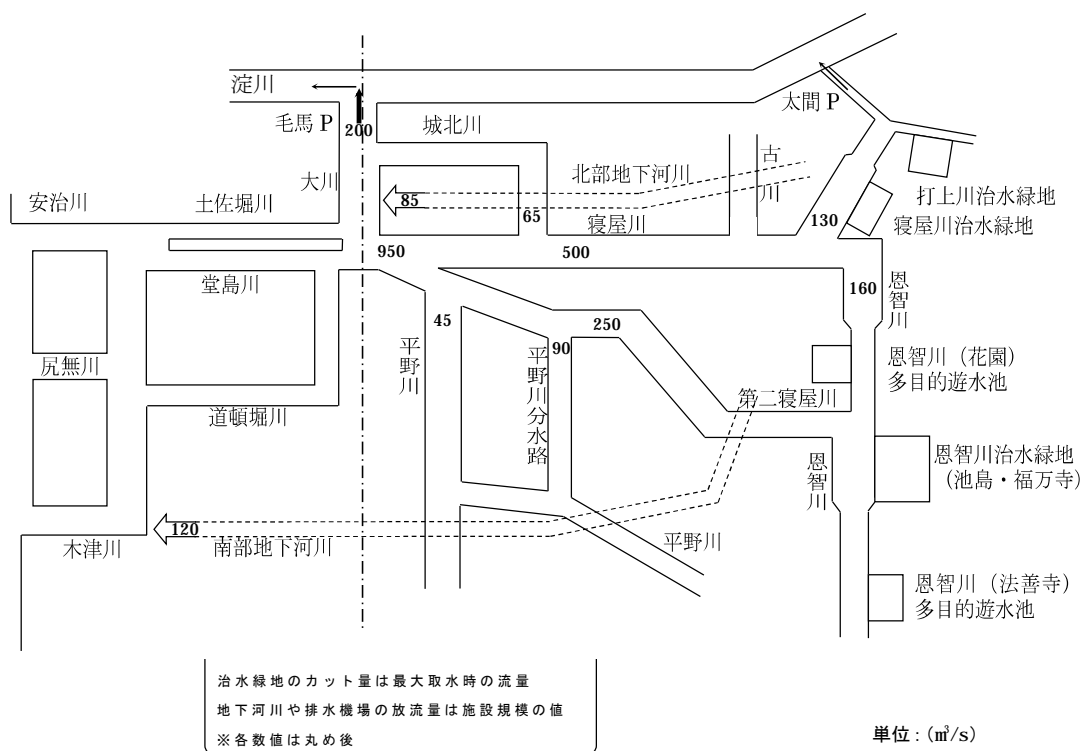 淀川
太間 P
毛馬 P
200
城北川
古川
北部地下河川
大川
打上川治水緑地
安治川
土佐堀川
85
65
寝屋川
130
寝屋川治水緑地
950
500
堂島川
160
恩智川
45
250
平野川
90
平野川分水路
恩智川（花園）
多目的遊水池
尻無川
第二寝屋川
道頓堀川
恩智川
恩智川治水緑地
（池島・福万寺）
120
木津川
南部地下河川
平野川
恩智川（法善寺）
多目的遊水池
治水緑地のカット量は最大取水時の流量
地下河川や排水機場の放流量は施設規模の値
※各数値は丸め後
単位：（㎥/s）